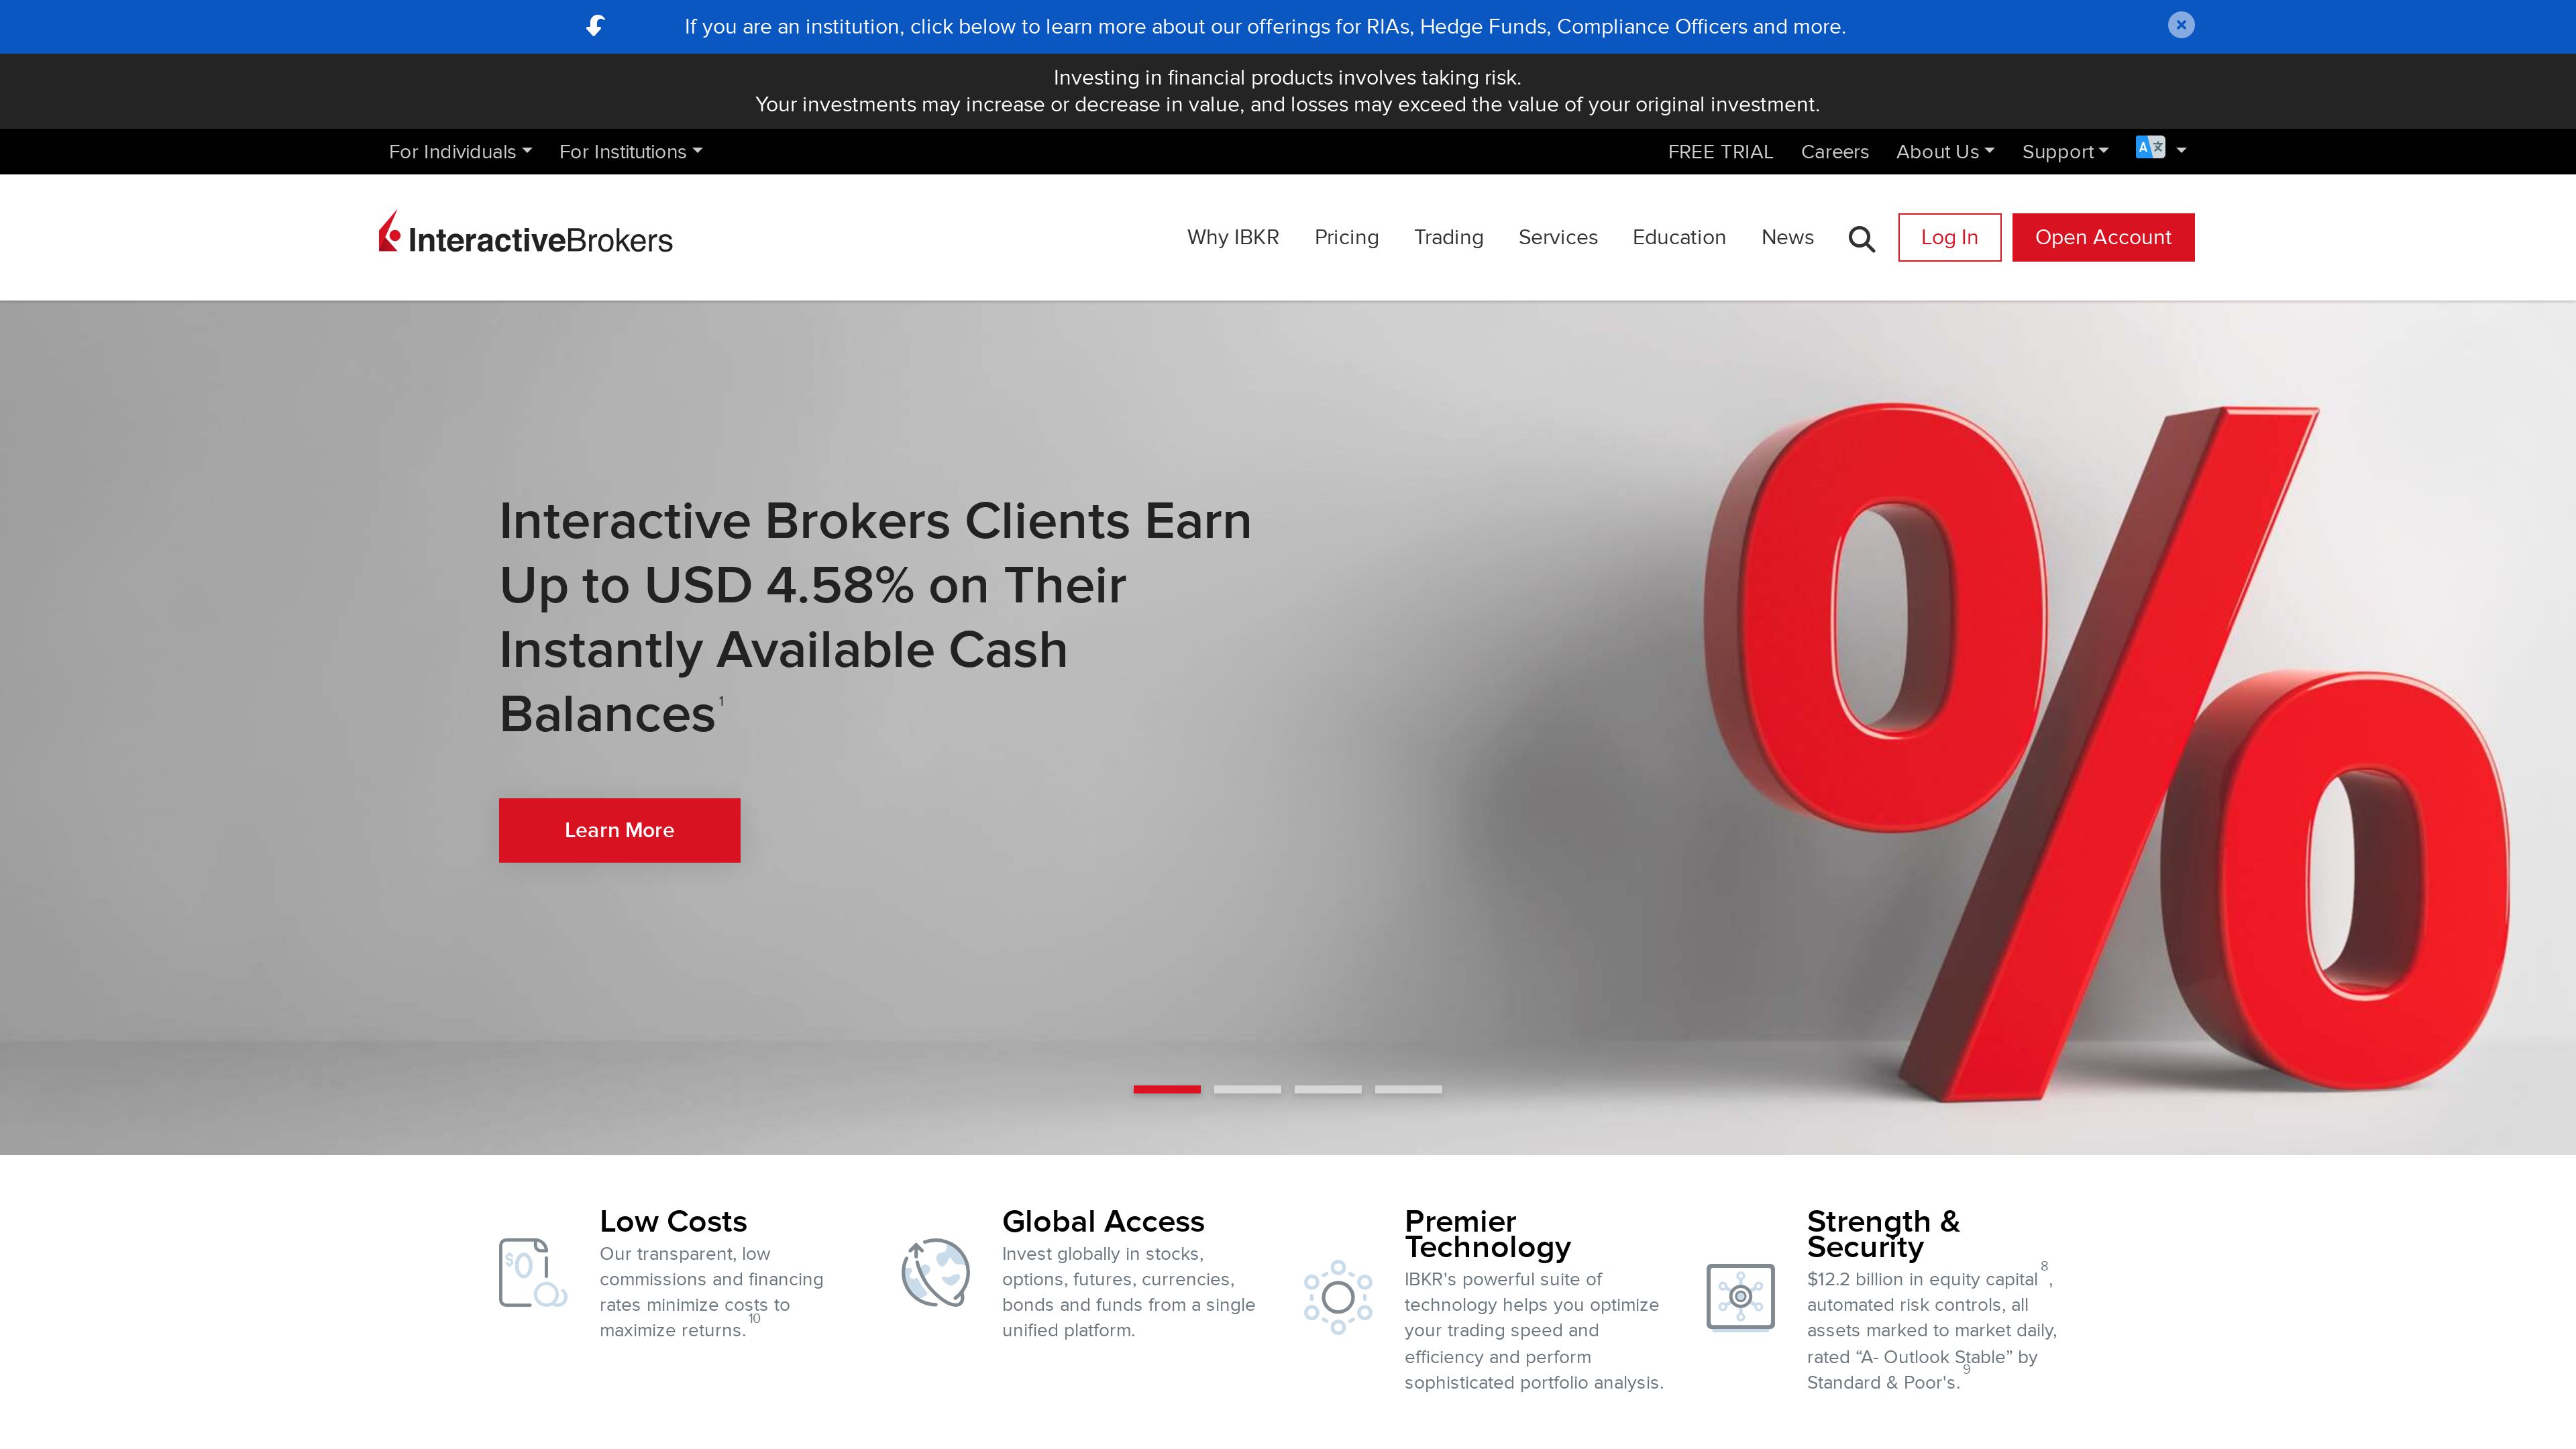 If you are an institution, click below to learn more about our offerings for RIAs, Hedge Funds, Compliance Officers and more.
Investing in financial products involves taking risk.
Your investments may increase or decrease in value, and losses may exceed the value of your original investment.
For Individuals For Institutions FREE TRIAL Careers About Us Support A文
InteractiveBrokers Why IBKR Pricing Trading Services Education News Log In Open Account
Interactive Brokers Clients Earn
Up to USD 4.58% on Their
Instantly Available Cash
Balances1
Learn More
%
Low Costs
$0
Our transparent, low
commissions and financing
rates minimize costs to
maximize returns.10
Global Access
Invest globally in stocks,
options, futures, currencies,
bonds and funds from a single
unified platform.
Premier
Technology
IBKR's powerful suite of
technology helps you optimize
your trading speed and
efficiency and perform
sophisticated portfolio analysis.
Strength &
Security
$12.2 billion in equity capital8,
automated risk controls, all
assets marked to market daily,
rated “A- Outlook Stable” by
Standard & Poor's.9